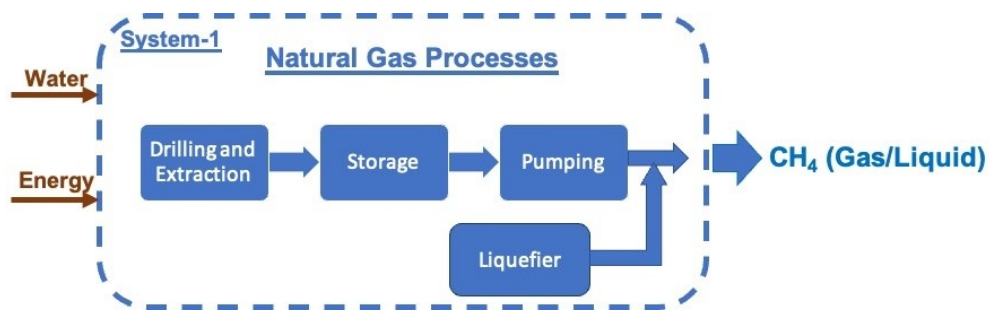 System-1
Natural Gas Processes
Water
Energy
Drilling and
Extraction
Storage
Pumping
Liquefier
CH₄ (Gas/Liquid)